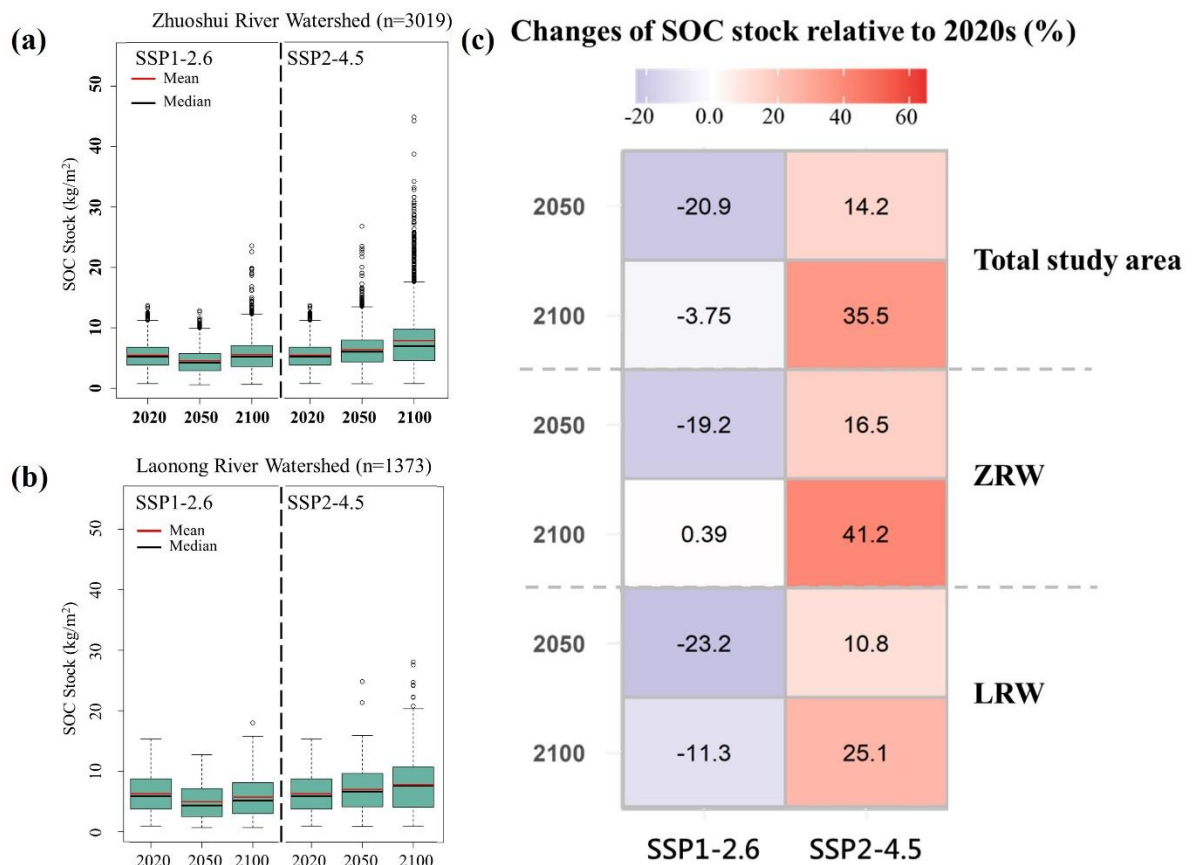 Zhuoshui River Watershed (n=3019)
(a)
SSP1-2.6
SSP2-4.5
Mean
Median
SOC Stock (kg/m²)
50
40
30
20
10
0
2020 2050 2100 2020 2050 2100
Laonong River Watershed (n=1373)
(b)
SSP1-2.6
SSP2-4.5
Mean
Median
SOC Stock (kg/m²)
50
40
30
20
10
0
2020 2050 2100 2020 2050 2100
(c) Changes of SOC stock relative to 2020s (%)
-20 0.0 20 40 60
2050 -20.9 14.2
Total study area
2100 -3.75 35.5
2050 -19.2 16.5
ZRW
2100 0.39 41.2
2050 -23.2 10.8
LRW
2100 -11.3 25.1
SSP1-2.6 SSP2-4.5